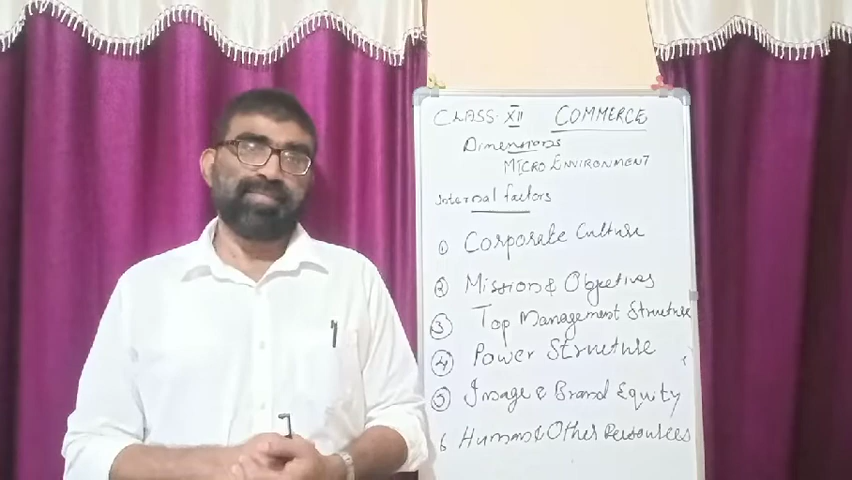 CLASS- XII COMMERCE
Dimensions
MICRO ENVIRONMENT
Internal factors
① Corporate Culture
② Mission & Objectives
③ Top Management Structure
④ Power Structure
⑤ Image & Brand Equity
6 Human & Other Resources